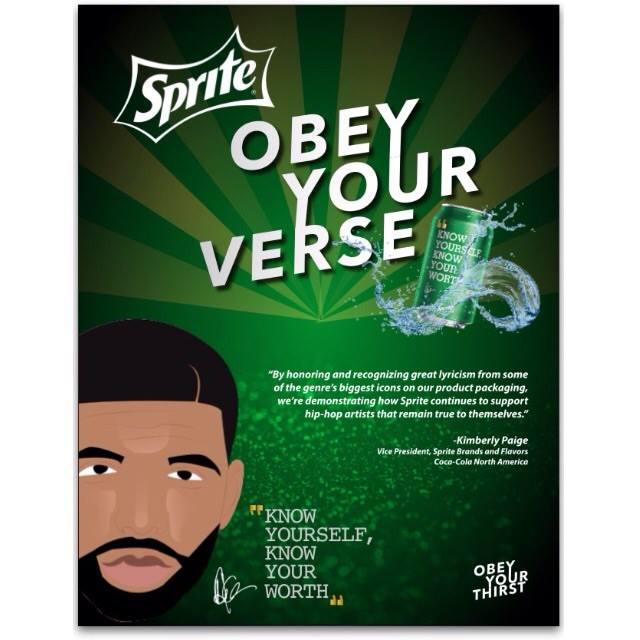 Sprite
OBEY
YOUR
VERSE
"KNOW
YOURSELF,
KNOW
YOUR
WORTH
"By honoring and recognizing great lyricism from some
of the genre's biggest icons on our product packaging,
we're demonstrating how Sprite continues to support
hip-hop artists that remain true to themselves."
-Kimberly Paige
Vice President, Sprite Brands and Flavors
Coca-Cola North America
"KNOW
YOURSELF,
KNOW
YOUR
WORTH"
OBEY
YOUR
THIRST